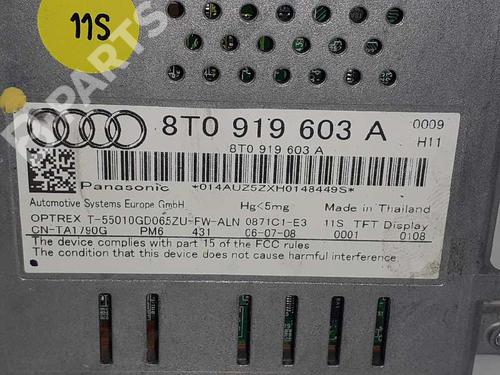 11S
B-PARTS
8T0 919 603 A
0009
8T0 919 603 A
H11
Panasonic *014AUZ5ZXH0148449S*
Automotive Systems Europe GmbH Hg<5mg Made in Thailand
OPTREX T-55010GD065ZU-FW-ALN 0871C1-E3 11S TFT Display
CN-TA1790G PM6 431 06-07-08 0001 0108
The device complies with part 15 of the FCC rules
The condition that this device does not cause harmful interference.